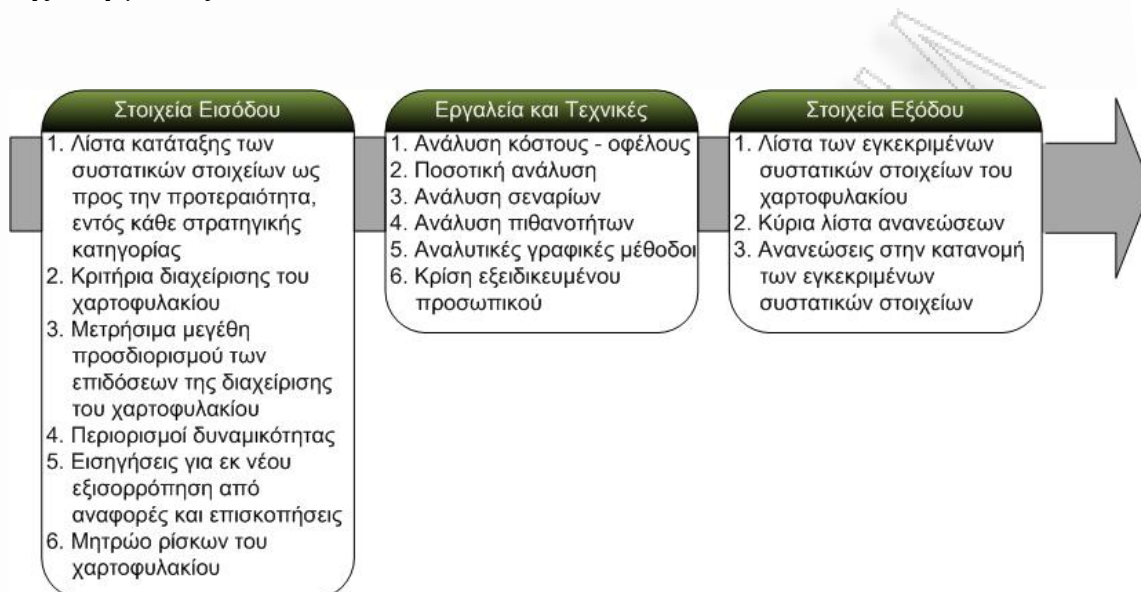 Στοιχεία Εισόδου
1. Λίστα κατάταξης των
συστατικών στοιχείων ως
προς την προτεραιότητα,
εντός κάθε στρατηγικής
κατηγορίας
2. Κριτήρια διαχείρισης του
χαρτοφυλακίου
3. Μετρήσιμα μεγέθη
προσδιορισμού των
επιδόσεων της διαχείρισης
του χαρτοφυλακίου
4. Περιορισμοί δυναμικότητας
5. Εισηγήσεις για εκ νέου
εξισορρόπηση από
αναφορές και επισκοπήσεις
6. Μητρώο ρίσκων του
χαρτοφυλακίου
Εργαλεία και Τεχνικές
1. Ανάλυση κόστους - οφέλους
2. Ποσοτική ανάλυση
3. Ανάλυση σεναρίων
4. Ανάλυση πιθανοτήτων
5. Αναλυτικές γραφικές μέθοδοι
6. Κρίση εξειδικευμένου
προσωπικού
Στοιχεία Εξόδου
1. Λίστα των εγκεκριμένων
συστατικών στοιχείων του
χαρτοφυλακίου
2. Κύρια λίστα ανανεώσεων
3. Ανανεώσεις στην κατανομή
των εγκεκριμένων
συστατικών στοιχείων